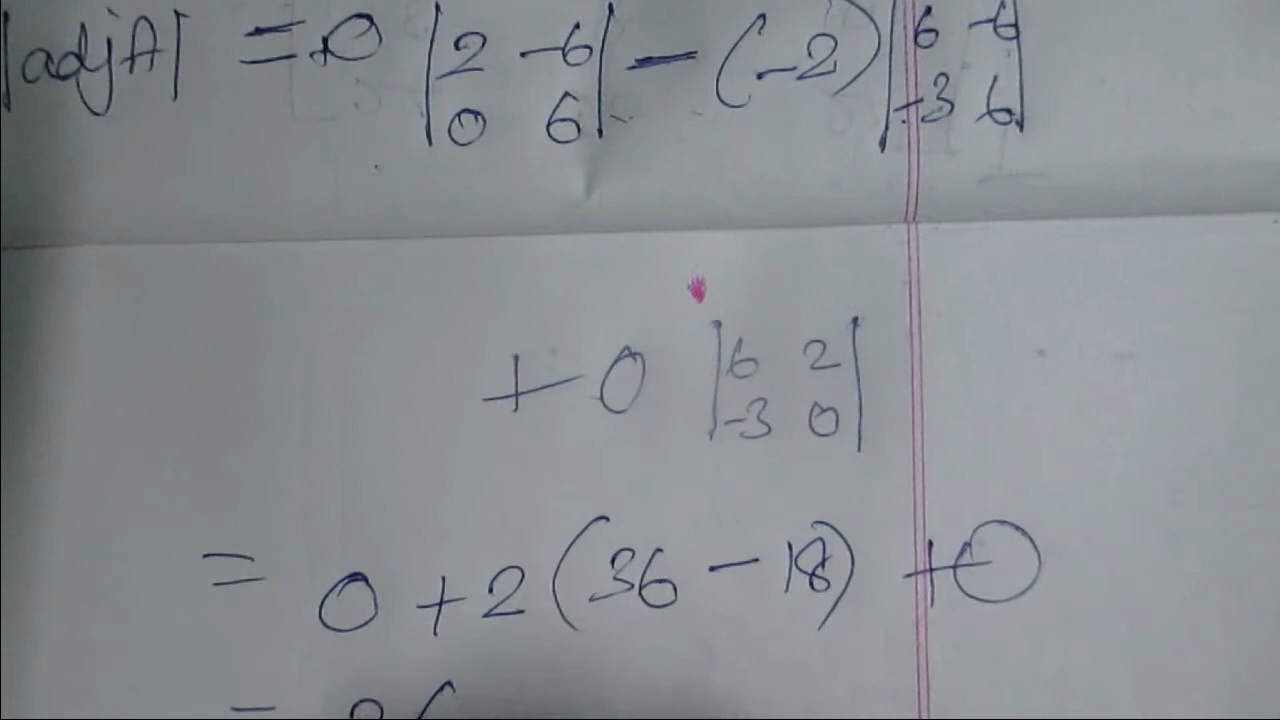 |adjA| = 0 |2 -6| - (-2) |6 -6|
|0 6| |-3 6|
+ 0 |6 2|
|-3 0|
= 0 + 2(36 - 18) + 0
= 2(